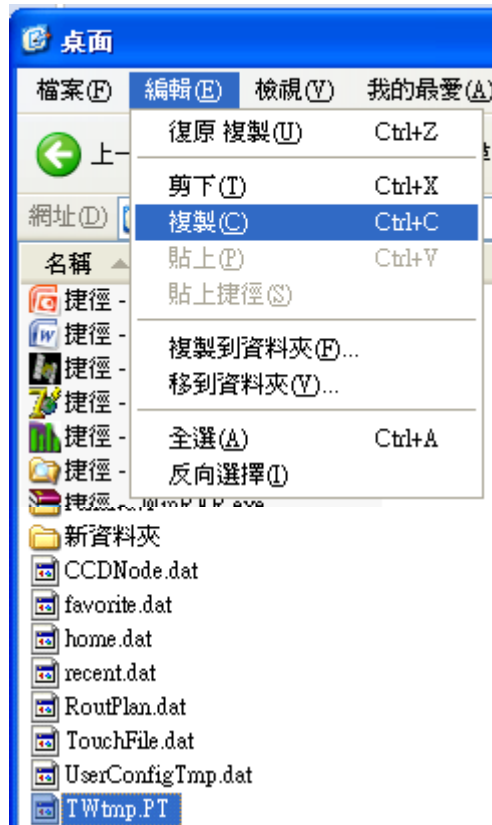 桌面
檔案(F) 編輯(E) 檢視(V) 我的最愛(A)
上一
復原 複製(U) Ctrl+Z
剪下(T) Ctrl+X
網址(D)
複製(C) Ctrl+C
名稱
貼上(P) Ctrl+V
貼上捷徑(S)
複製到資料夾(F)...
移到資料夾(V)...
全選(A) Ctrl+A
反向選擇(I)
捷徑 -
捷徑 -
捷徑 -
捷徑 -
捷徑 -
捷徑 -
捷徑
新資料夾
CCDNode.dat
favorite.dat
home.dat
recent.dat
RoutPlan.dat
TouchFile.dat
UserConfigTmp.dat
TWtmp.PT